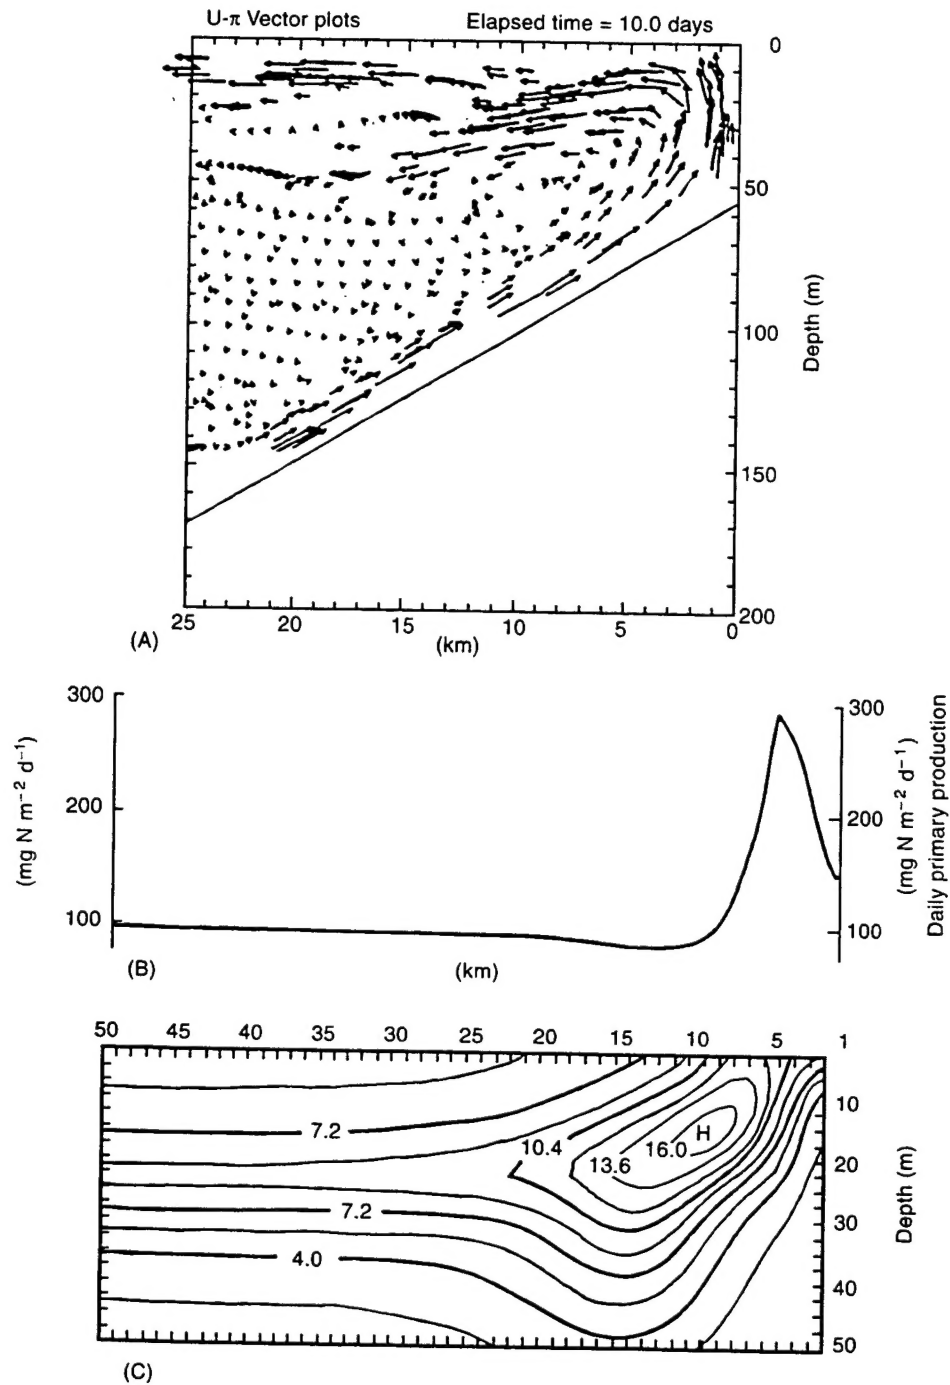 U-π Vector plots Elapsed time = 10.0 days
0
50
100
150
200
Depth (m)
25 20 15 10 5 0
(A) (km)
300
200
100
(mg N m⁻² d⁻¹)
300
200
100
(mg N m⁻² d⁻¹)
Daily primary production
(B) (km)
50 45 40 35 30 25 20 15 10 5 1
10
20
30
40
50
Depth (m)
7.2
10.4
13.6
16.0
H
7.2
4.0
(C)